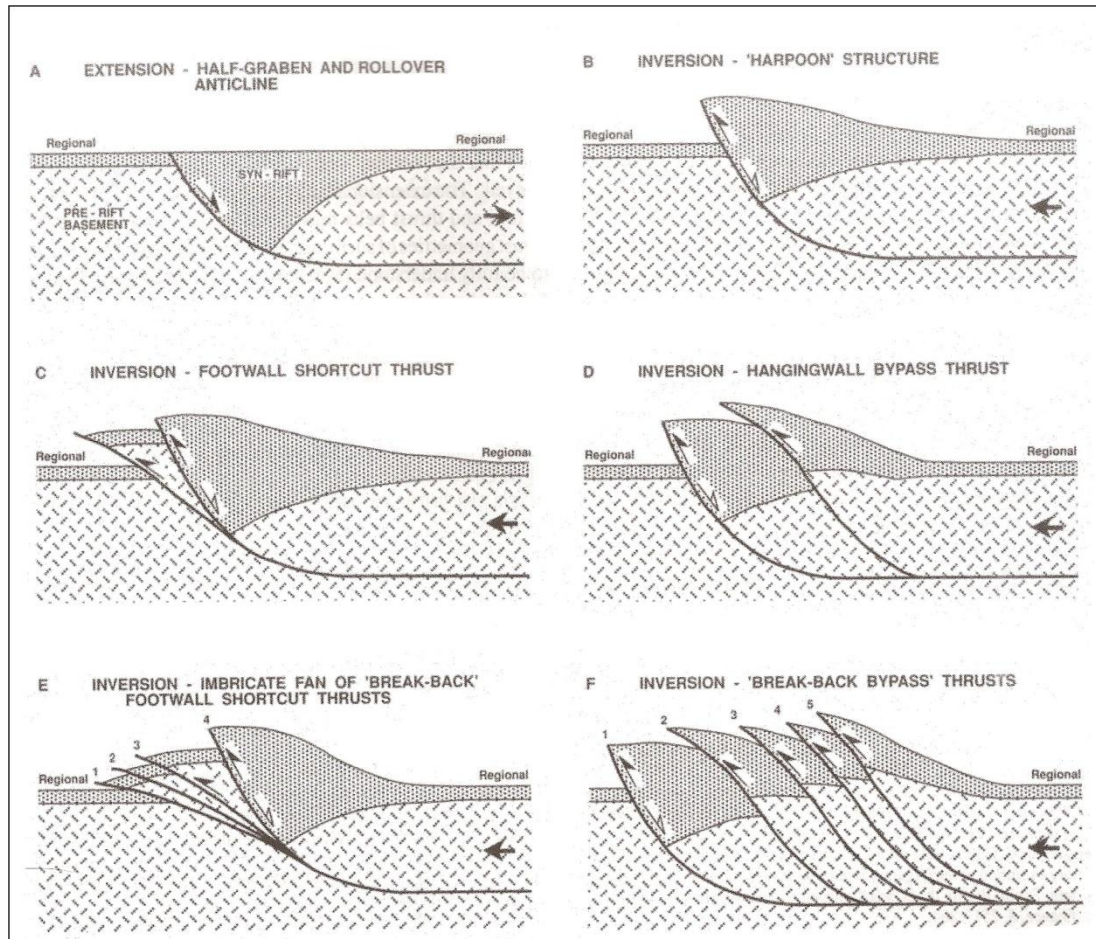 A EXTENSION - HALF-GRABEN AND ROLLOVER
ANTICLINE
Regional
Regional
SYN - RIFT
PRE - RIFT
BASEMENT
B INVERSION - 'HARPOON' STRUCTURE
Regional
Regional
C INVERSION - FOOTWALL SHORTCUT THRUST
Regional
Regional
D INVERSION - HANGINGWALL BYPASS THRUST
Regional
Regional
E INVERSION - IMBRICATE FAN OF 'BREAK-BACK'
FOOTWALL SHORTCUT THRUSTS
4
3
2
1
Regional
Regional
F INVERSION - 'BREAK-BACK BYPASS' THRUSTS
1
2
3
4
5
Regional
Regional